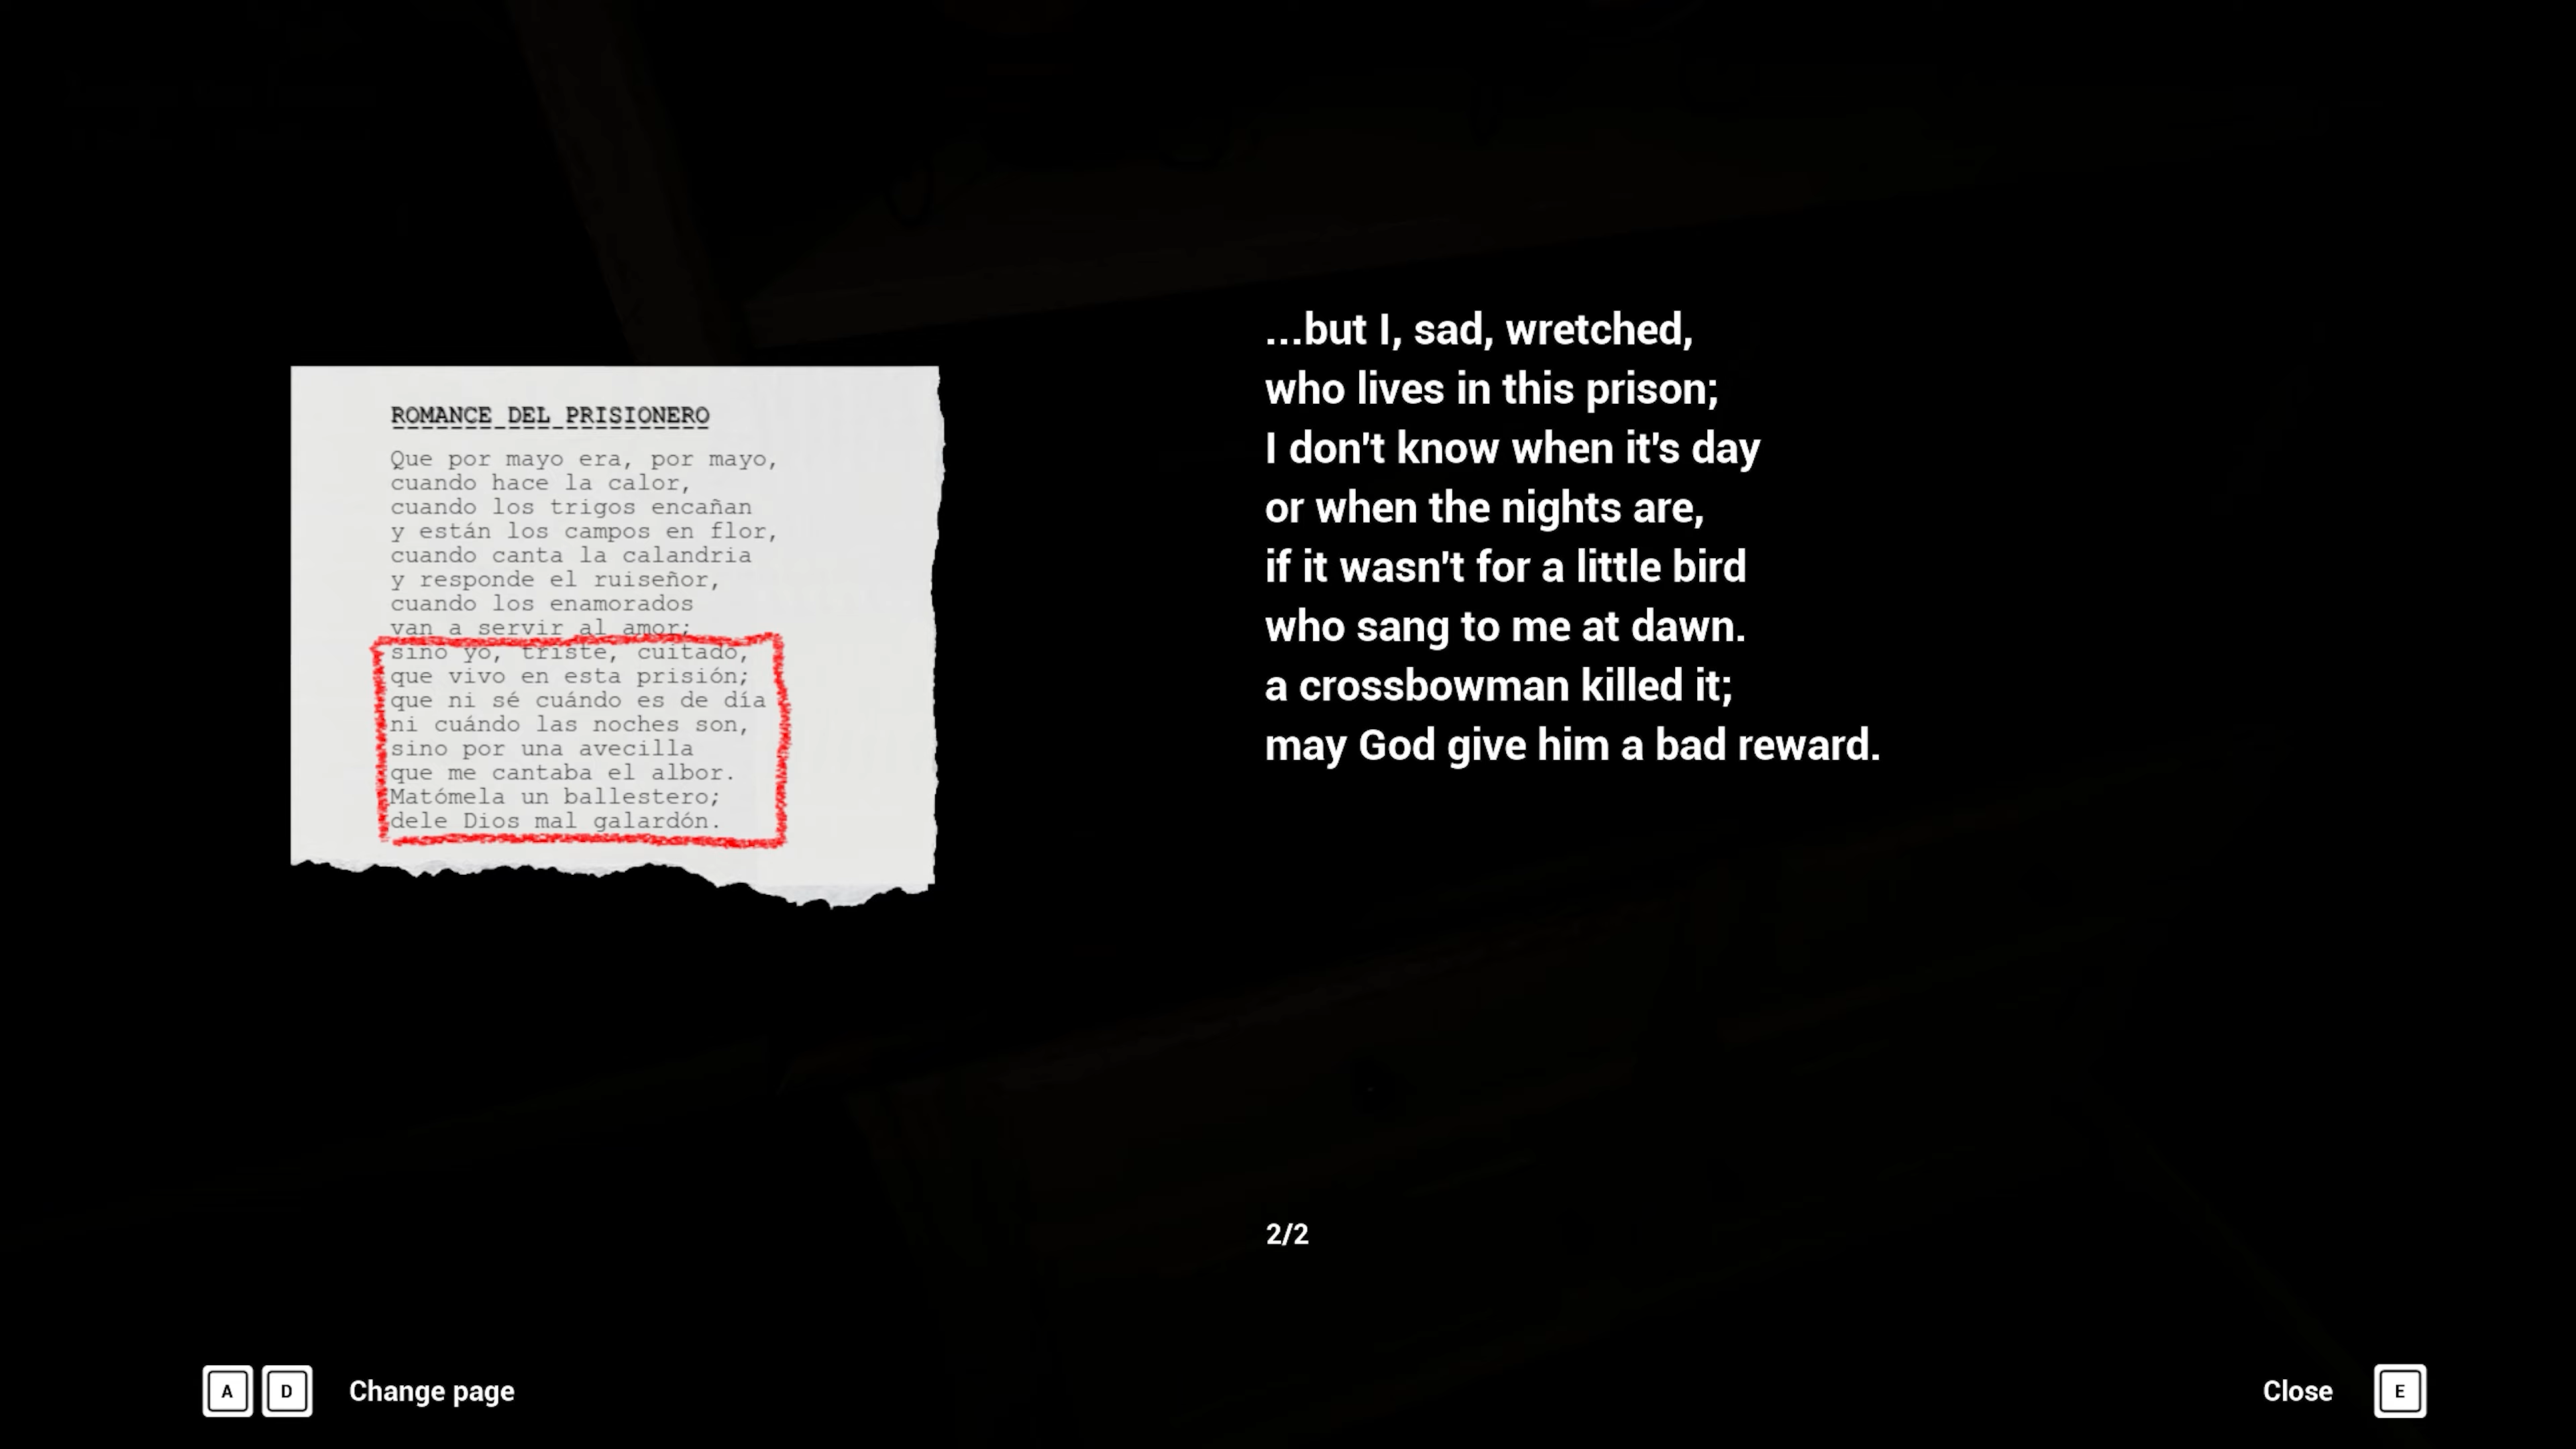 ROMANCE DEL PRISIONERO
Que por mayo era, por mayo,
cuando hace la calor,
cuando los trigos encañan
y están los campos en flor,
cuando canta la calandria
y responde el ruiseñor,
cuando los enamorados
van a servir al amor;
sino yo, triste, cuitado,
que vivo en esta prisión;
que ni sé cuándo es de día
ni cuándo las noches son,
sino por una avecilla
que me cantaba el albor.
Matómela un ballestero;
dele Dios mal galardón.
...but I, sad, wretched,
who lives in this prison;
I don't know when it's day
or when the nights are,
if it wasn't for a little bird
who sang to me at dawn.
a crossbowman killed it;
may God give him a bad reward.
2/2
A D Change page
Close E